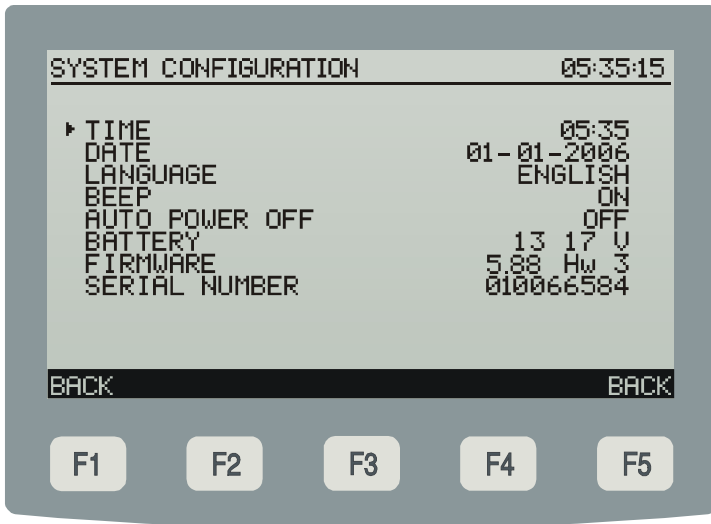 SYSTEM CONFIGURATION 05:35:15
TIME 05:35
DATE 01-01-2006
LANGUAGE ENGLISH
BEEP ON
AUTO POWER OFF OFF
BATTERY 13 17 V
FIRMWARE 5.88 Hw 3
SERIAL NUMBER 010066584
BACK BACK
F1 F2 F3 F4 F5